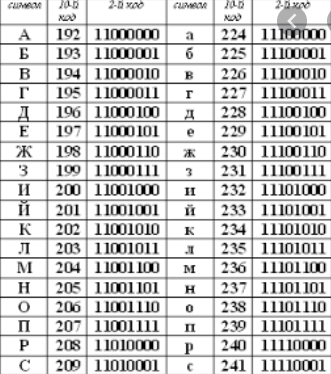 символ 10-й код 2-й код символ 10-й код 2-й код
А 192 11000000 а 224 11100000
Б 193 11000001 б 225 11100001
В 194 11000010 в 226 11100010
Г 195 11000011 г 227 11100011
Д 196 11000100 д 228 11100100
Е 197 11000101 е 229 11100101
Ж 198 11000110 ж 230 11100110
З 199 11000111 з 231 11100111
И 200 11001000 и 232 11101000
Й 201 11001001 й 233 11101001
К 202 11001010 к 234 11101010
Л 203 11001011 л 235 11101011
М 204 11001100 м 236 11101100
Н 205 11001101 н 237 11101101
О 206 11001110 о 238 11101110
П 207 11001111 п 239 11101111
Р 208 11010000 р 240 11110000
С 209 11010001 с 241 11110001